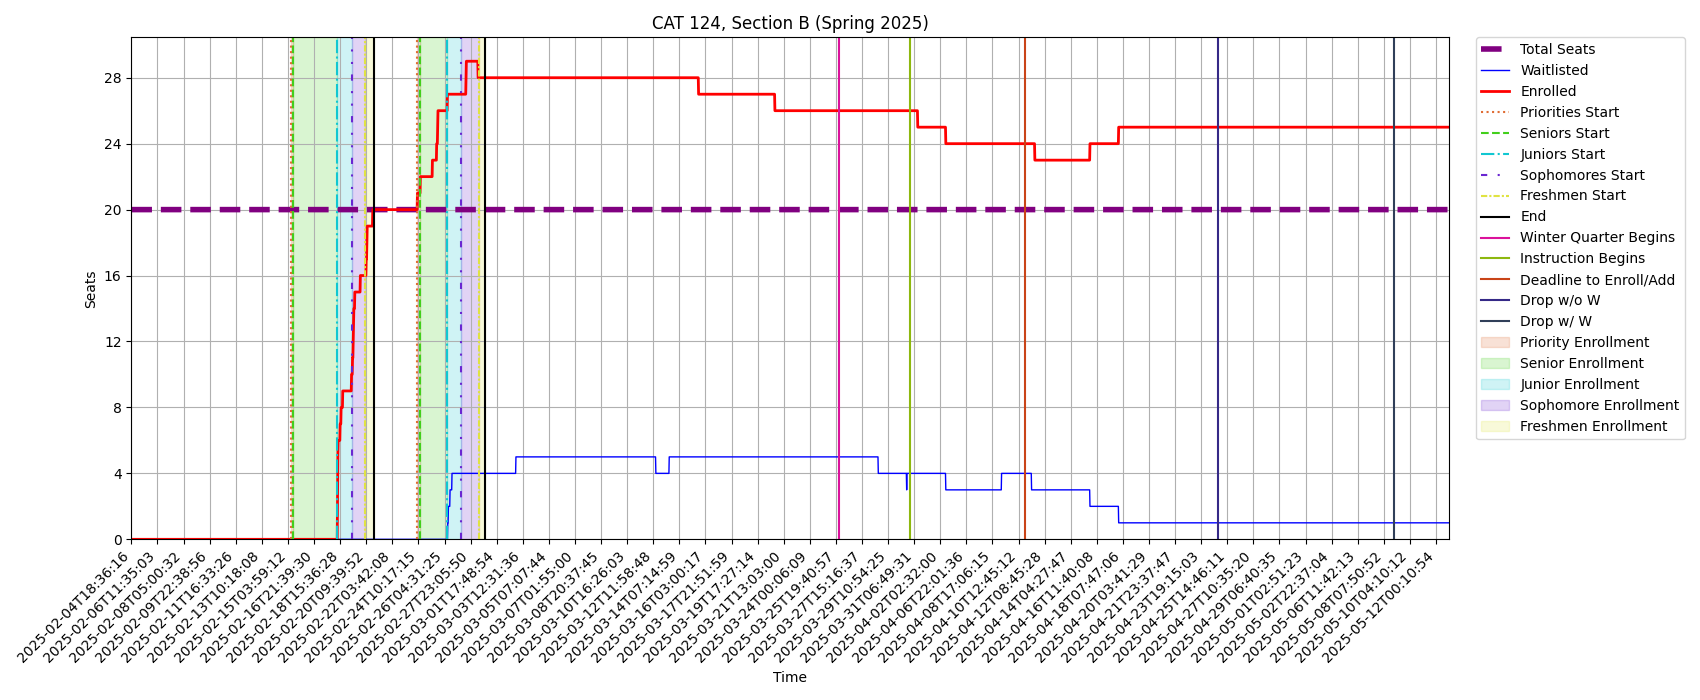 CAT 124, Section B (Spring 2025)
Seats
28
24
20
16
12
8
4
0
2025-02-04T18:36:16
2025-02-06T11:35:03
2025-02-08T05:00:32
2025-02-09T22:38:56
2025-02-11T16:33:26
2025-02-13T10:18:08
2025-02-15T03:59:12
2025-02-16T21:39:30
2025-02-18T15:36:28
2025-02-20T09:39:52
2025-02-22T03:42:08
2025-02-26T04:31:25
2025-02-27T23:05:50
2025-03-01T17:48:54
2025-03-03T12:31:36
2025-03-05T07:07:44
2025-03-07T01:55:00
2025-03-08T20:37:45
2025-03-10T16:26:03
2025-03-12T11:58:48
2025-03-14T07:14:59
2025-03-16T03:00:17
2025-03-17T21:51:59
2025-03-19T17:27:14
2025-03-21T13:03:00
2025-03-25T19:40:57
2025-03-27T15:16:37
2025-03-29T10:54:25
2025-03-31T06:49:31
2025-04-02T02:32:00
2025-04-06T22:01:36
2025-04-08T17:06:15
2025-04-10T12:45:12
2025-04-12T08:45:28
2025-04-14T04:27:47
2025-04-16T11:40:08
2025-04-18T07:47:06
2025-04-20T03:41:29
2025-04-21T23:37:47
2025-04-23T19:15:03
2025-04-25T14:46:11
2025-04-27T10:35:20
2025-04-29T06:40:35
2025-05-01T02:51:23
2025-05-02T22:37:04
2025-05-06T11:42:13
2025-05-08T07:50:52
2025-05-10T04:10:12
2025-05-12T00:10:54
Time
Total Seats
Waitlisted
Enrolled
Priorities Start
Seniors Start
Juniors Start
Sophomores Start
Freshmen Start
End
Winter Quarter Begins
Instruction Begins
Deadline to Enroll/Add
Drop w/o W
Drop w/ W
Priority Enrollment
Senior Enrollment
Junior Enrollment
Sophomore Enrollment
Freshmen Enrollment